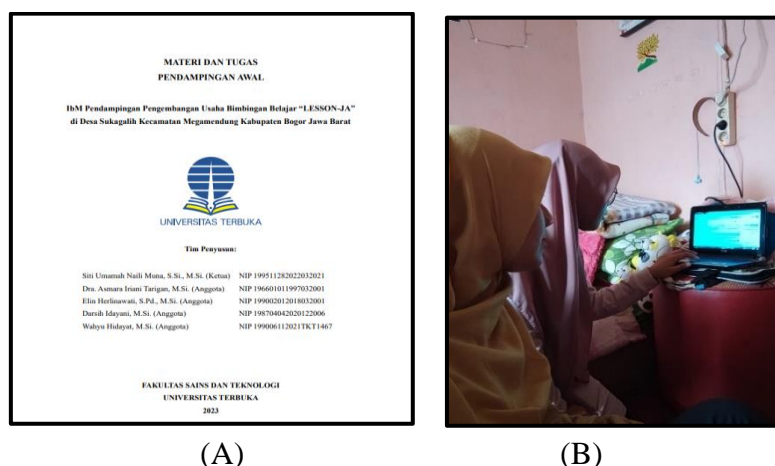 MATERI DAN TUGAS
PENDAMPINGAN AWAL
IbM Pendampingan Pengembangan Usaha Bimbingan Belajar “LESSON-JA”
di Desa Sukagalih Kecamatan Megamendung Kabupaten Bogor Jawa Barat
UNIVERSITAS TERBUKA
Tim Penyusun:
Siti Umamah Naili Muna, S.Si., M.Si. (Ketua) NIP 199511282022032021
Dra. Asmara Iriani Tarigan, M.Si. (Anggota) NIP 196601011997032001
Elin Herlinawati, S.Pd., M.Si. (Anggota) NIP 199002012018032001
Darsih Idayani, M.Si. (Anggota) NIP 198704042020122006
Wahyu Hidayat, M.Si. (Anggota) NIP 199006112021TKT1467
FAKULTAS SAINS DAN TEKNOLOGI
UNIVERSITAS TERBUKA
2023
(A)
(B)